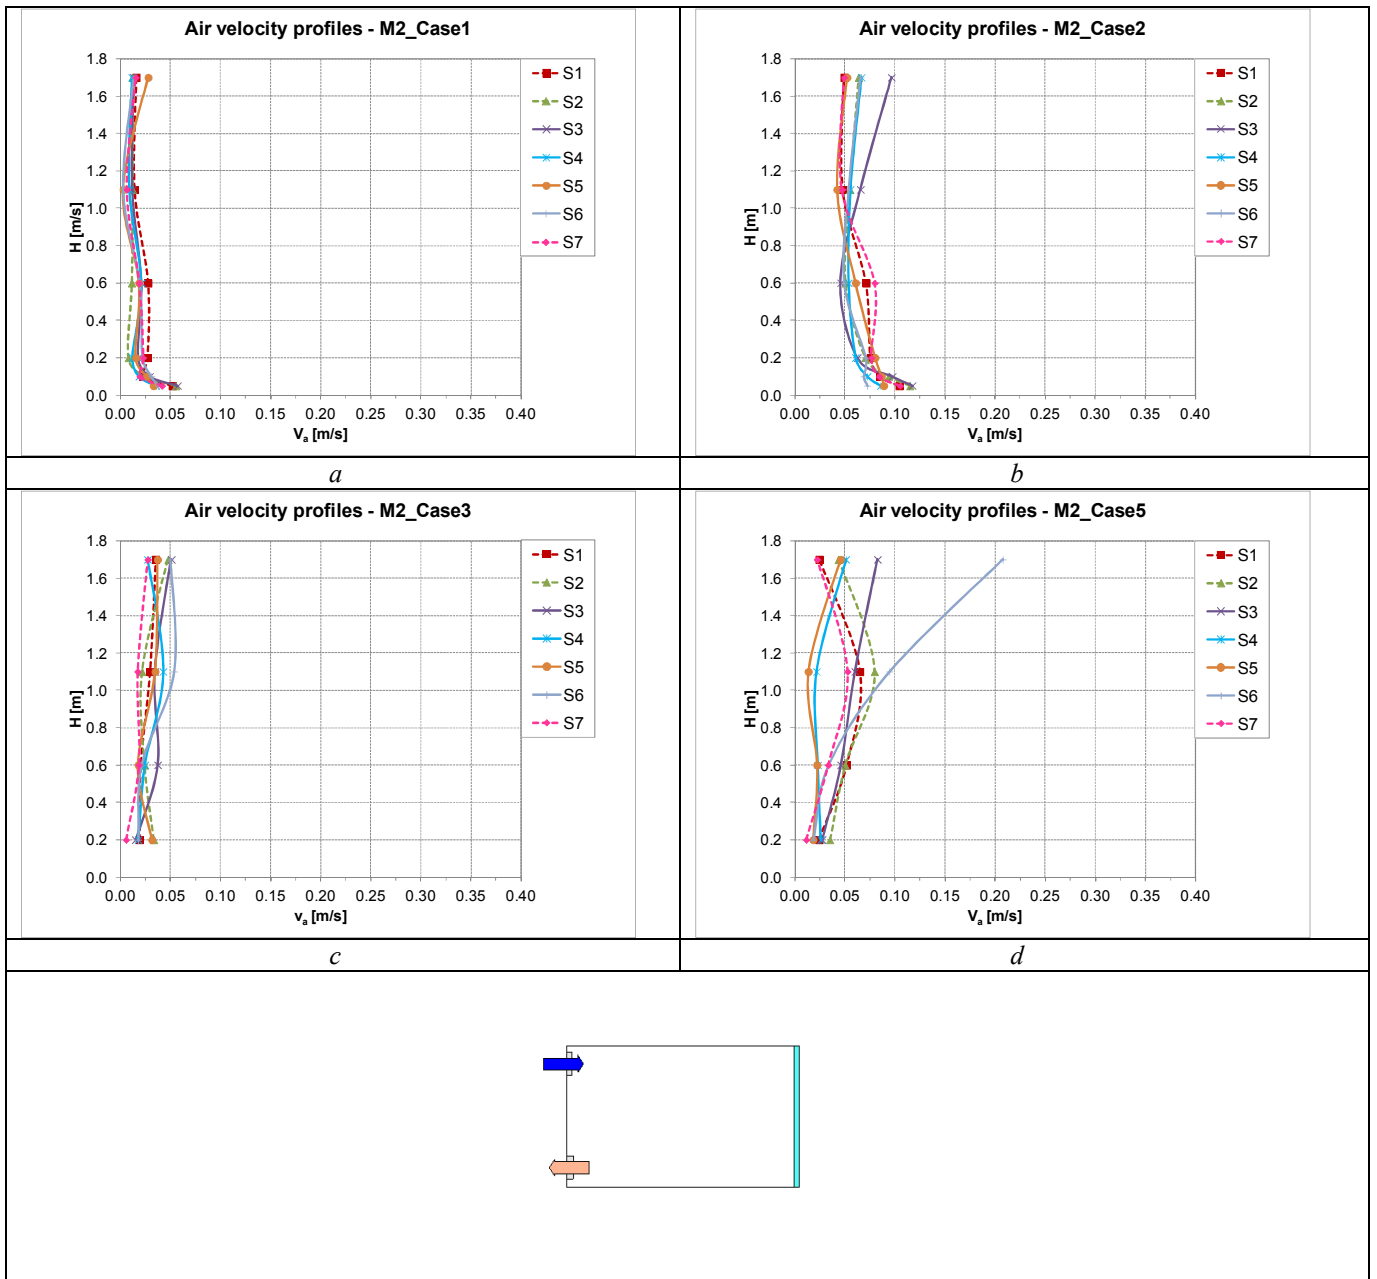 Air velocity profiles - M2_Case1
1.8
1.6
1.4
1.2
1.0
0.8
0.6
0.4
0.2
0.0
H [m/s]
0.00 0.05 0.10 0.15 0.20 0.25 0.30 0.35 0.40
Va [m/s]
S1
S2
S3
S4
S5
S6
S7
a
Air velocity profiles - M2_Case2
1.8
1.6
1.4
1.2
1.0
0.8
0.6
0.4
0.2
0.0
H [m]
0.00 0.05 0.10 0.15 0.20 0.25 0.30 0.35 0.40
Va [m/s]
S1
S2
S3
S4
S5
S6
S7
b
Air velocity profiles - M2_Case3
1.8
1.6
1.4
1.2
1.0
0.8
0.6
0.4
0.2
0.0
H [m]
0.00 0.05 0.10 0.15 0.20 0.25 0.30 0.35 0.40
va [m/s]
S1
S2
S3
S4
S5
S6
S7
c
Air velocity profiles - M2_Case5
1.8
1.6
1.4
1.2
1.0
0.8
0.6
0.4
0.2
0.0
H [m]
0.00 0.05 0.10 0.15 0.20 0.25 0.30 0.35 0.40
Va [m/s]
S1
S2
S3
S4
S5
S6
S7
d